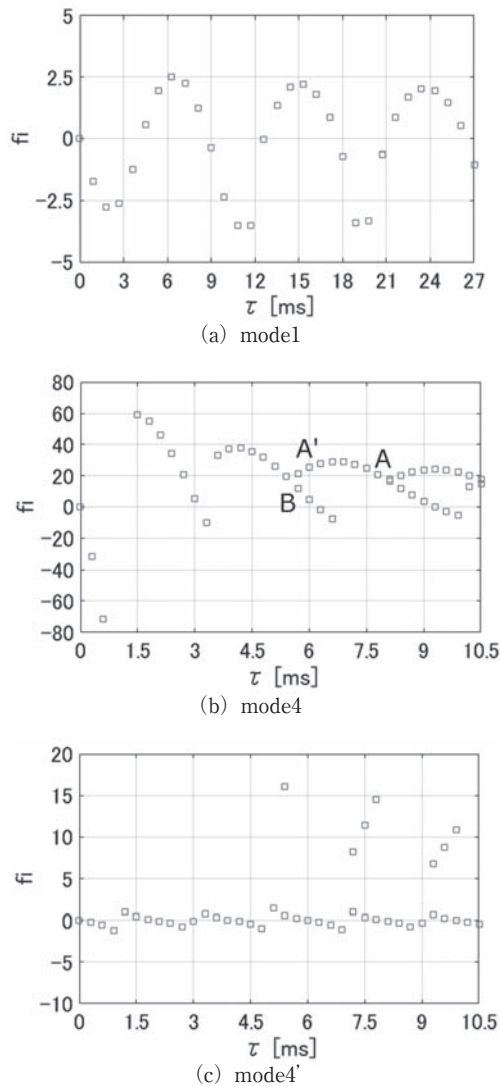 5
2.5
fi
0
−2.5
−5
0 3 6 9 12 15 18 21 24 27
τ [ms]
(a) mode1
80
60
40
20
fi
0
−20
−40
−60
−80
A'
A
B
0 1.5 3 4.5 6 7.5 9 10.5
τ [ms]
(b) mode4
20
15
10
fi
5
0
−5
−10
0 1.5 3 4.5 6 7.5 9 10.5
τ [ms]
(c) mode4'